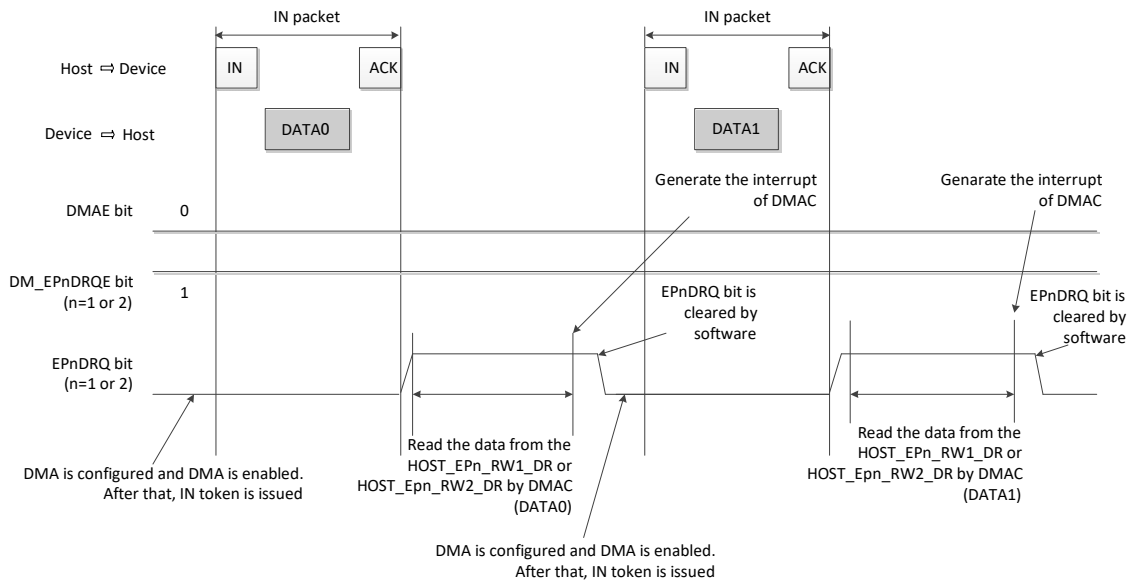 IN packet
IN packet
Host ⇨ Device
IN
ACK
IN
ACK
Device ⇨ Host
DATA0
DATA1
Generate the interrupt
of DMAC
Genarate the interrupt
of DMAC
DMAE bit
0
DM_EPnDRQE bit
(n=1 or 2)
1
EPnDRQ bit is
cleared by
software
EPnDRQ bit is
cleared by
software
EPnDRQ bit
(n=1 or 2)
Read the data from the
HOST_EPn_RW1_DR or
HOST_Epn_RW2_DR by DMAC
(DATA0)
Read the data from the
HOST_EPn_RW1_DR or
HOST_Epn_RW2_DR by DMAC
(DATA1)
DMA is configured and DMA is enabled.
After that, IN token is issued
DMA is configured and DMA is enabled.
After that, IN token is issued